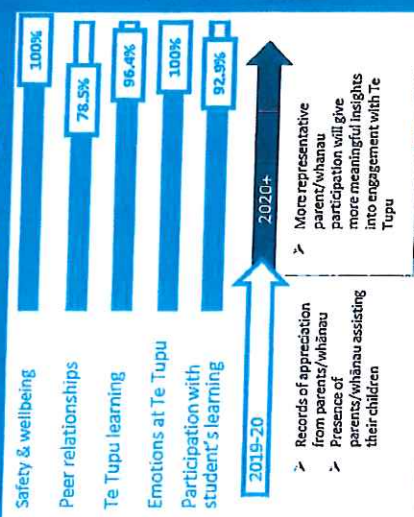 Safety & wellbeing
100%
Peer relationships
78.5%
Te Tupu learning
96.4%
Emotions at Te Tupu
100%
Participation with
student's learning
92.9%
2019-20
2020+
➢ Records of appreciation
from parents/whānau
➢ Presence of
parents/whānau assisting
their children
➢ More representative
parent/whanau
participation will give
more meaningful insights
into engagement with Te
Tupu